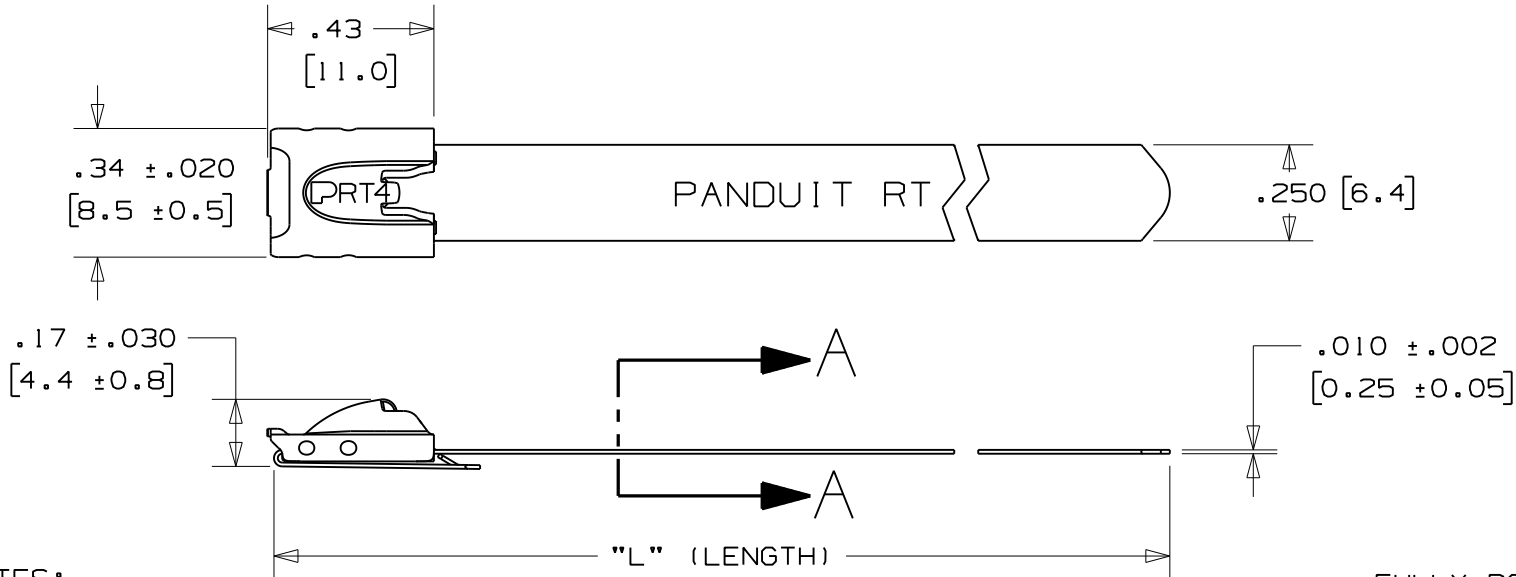 .43
[11.0]
.34 ±.020
[8.5 ±0.5]
PRT4
PANDUIT RT
.250 [6.4]
.17 ±.030
[4.4 ±0.8]
A
.010 ±.002
[0.25 ±0.05]
A
"L" (LENGTH)